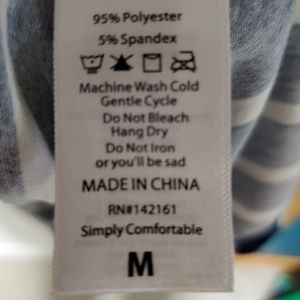 95% Polyester
5% Spandex
Machine Wash Cold
Gentle Cycle
Do Not Bleach
Hang Dry
Do Not Iron
or you'll be sad
MADE IN CHINA
RN#142161
Simply Comfortable
M